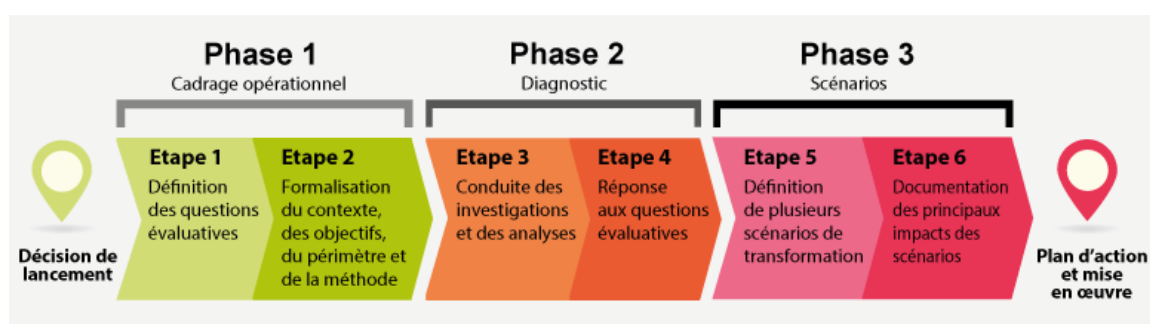 Phase 1
Cadrage opérationnel
Phase 2
Diagnostic
Phase 3
Scénarios
Décision de
lancement
Etape 1
Définition
des questions
évaluatives
Etape 2
Formalisation
du contexte,
des objectifs,
du périmètre et
de la méthode
Etape 3
Conduite des
investigations
et des analyses
Etape 4
Réponse
aux questions
évaluatives
Etape 5
Définition
de plusieurs
scénarios de
transformation
Etape 6
Documentation
des principaux
impacts des
scénarios
Plan d’action
et mise
en œuvre